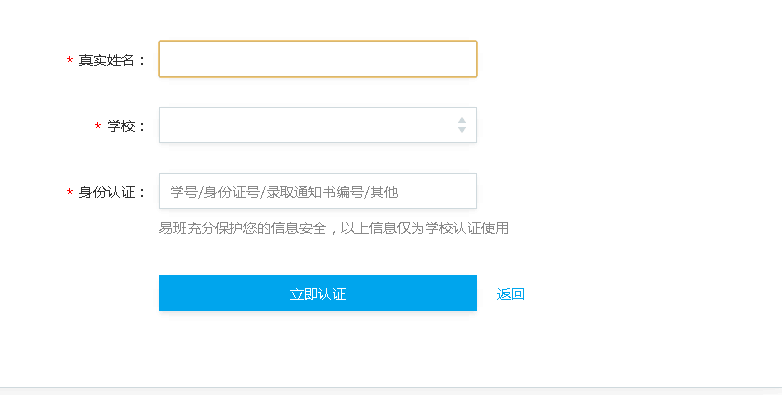 * 真实姓名：
* 学校：
* 身份认证： 学号/身份证号/录取通知书编号/其他
易班充分保护您的信息安全，以上信息仅为学校认证使用
立即认证 返回